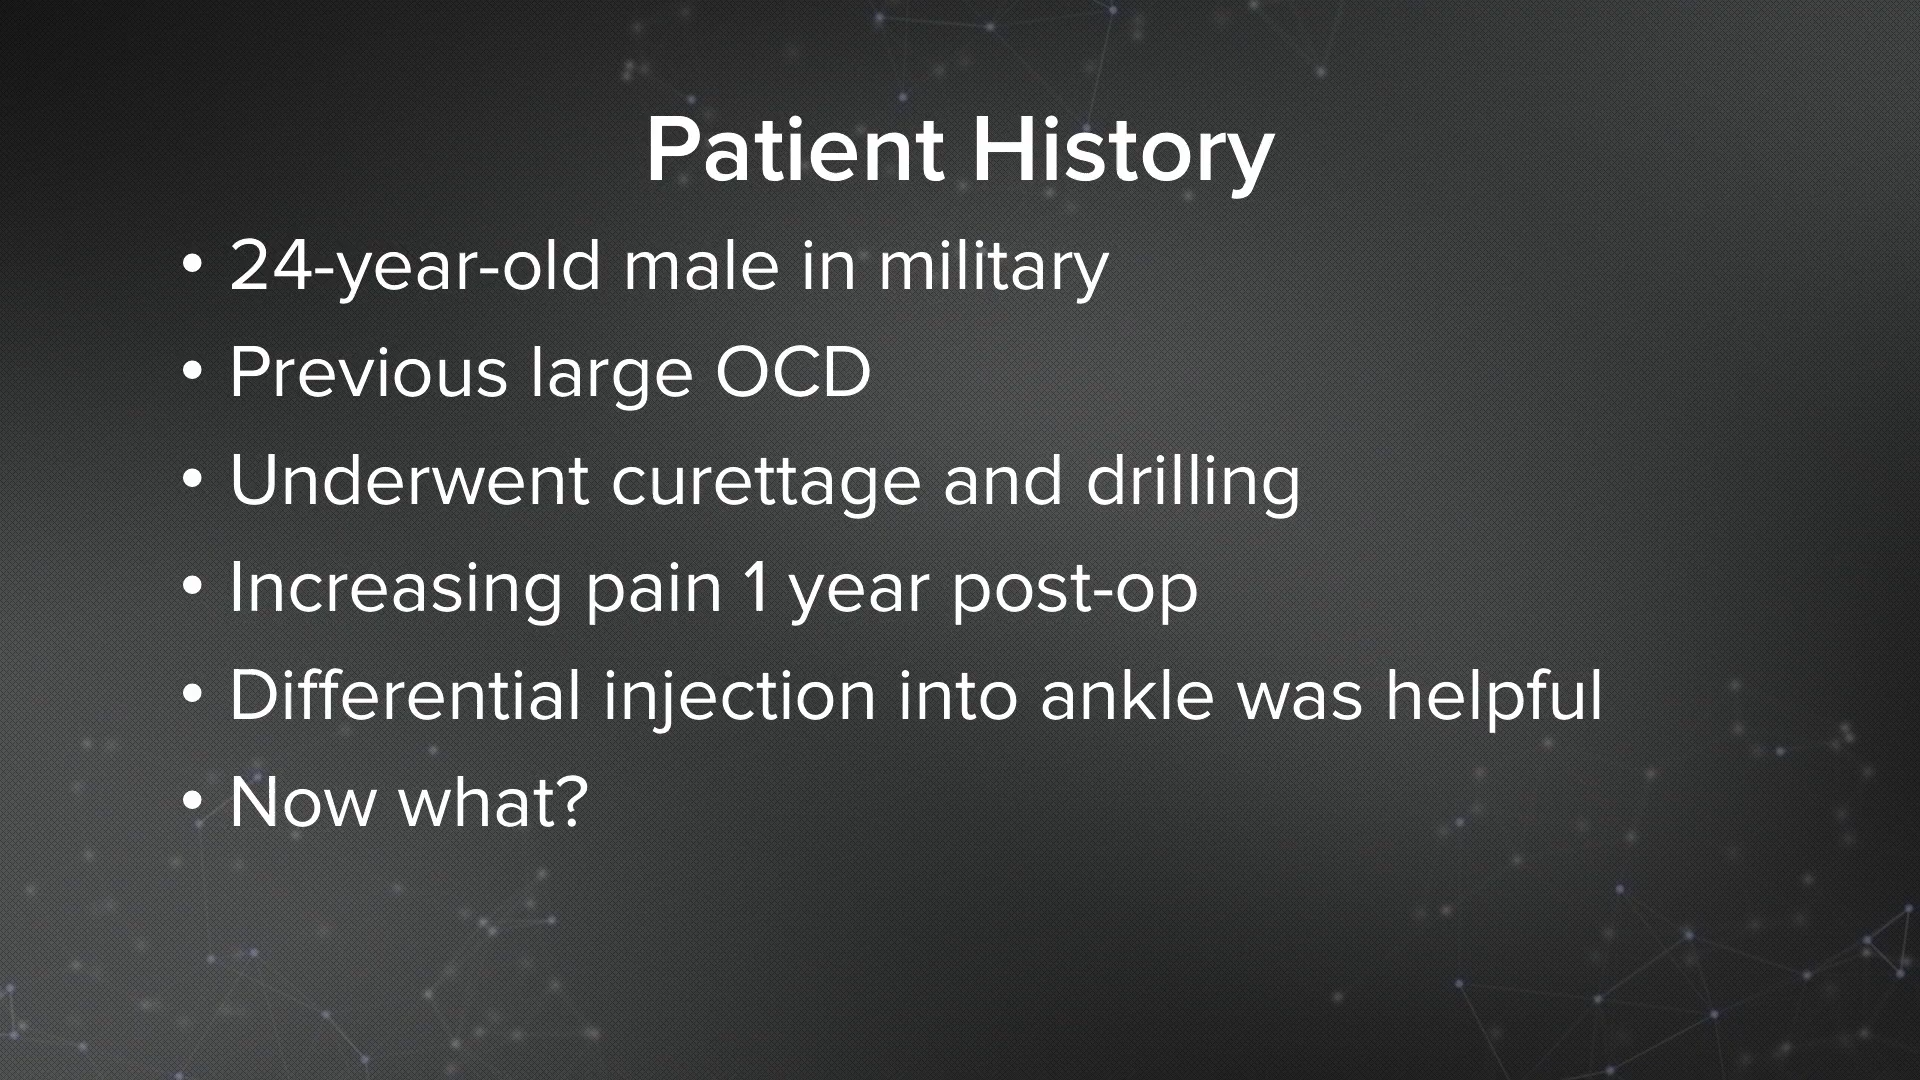 Patient History
• 24-year-old male in military
• Previous large OCD
• Underwent curettage and drilling
• Increasing pain 1 year post-op
• Differential injection into ankle was helpful
• Now what?